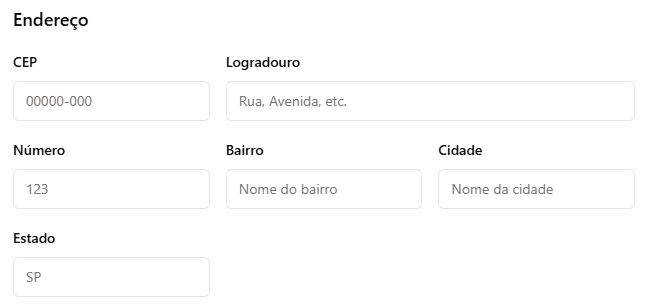 Endereço
CEP Logradouro
00000-000 Rua, Avenida, etc.
Número Bairro Cidade
123 Nome do bairro Nome da cidade
Estado
SP